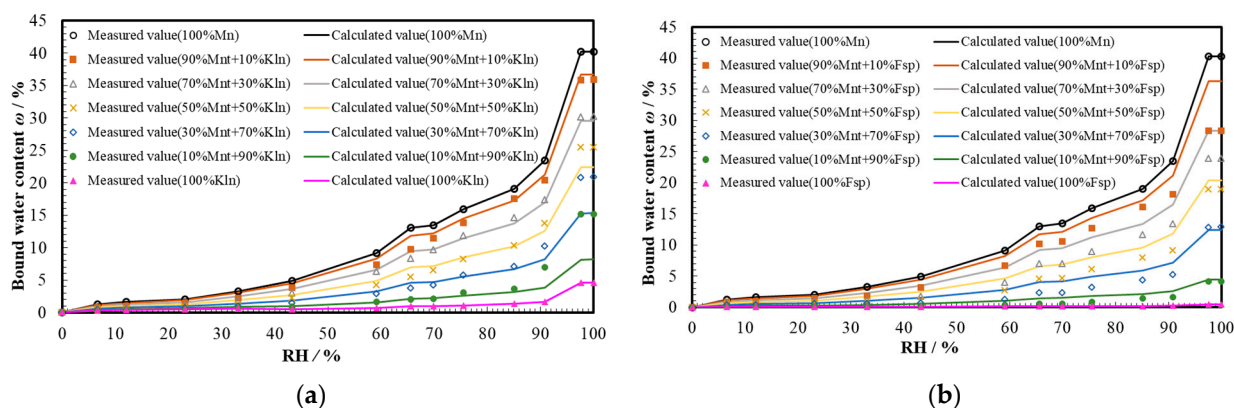 45
40
35
30
25
20
15
10
5
0
Bound water content ω / %
Measured value(100%Mn)
Calculated value(100%Mn)
Measured value(90%Mnt+10%Kln)
Calculated value(90%Mnt+10%Kln)
Measured value(70%Mnt+30%Kln)
Calculated value(70%Mnt+30%Kln)
Measured value(50%Mnt+50%Kln)
Calculated value(50%Mnt+50%Kln)
Measured value(30%Mnt+70%Kln)
Calculated value(30%Mnt+70%Kln)
Measured value(10%Mnt+90%Kln)
Calculated value(10%Mnt+90%Kln)
Measured value(100%Kln)
Calculated value(100%Kln)
0 10 20 30 40 50 60 70 80 90 100
RH / %
(a)
45
40
35
30
25
20
15
10
5
0
Bound water content ω / %
Measured value(100%Mn)
Calculated value(100%Mn)
Measured value(90%Mnt+10%Fsp)
Calculated value(90%Mnt+10%Fsp)
Measured value(70%Mnt+30%Fsp)
Calculated value(70%Mnt+30%Fsp)
Measured value(50%Mnt+50%Fsp)
Calculated value(50%Mnt+50%Fsp)
Measured value(30%Mnt+70%Fsp)
Calculated value(30%Mnt+70%Fsp)
Measured value(10%Mnt+90%Fsp)
Calculated value(10%Mnt+90%Fsp)
Measured value(100%Fsp)
Calculated value(100%Fsp)
0 10 20 30 40 50 60 70 80 90 100
RH / %
(b)